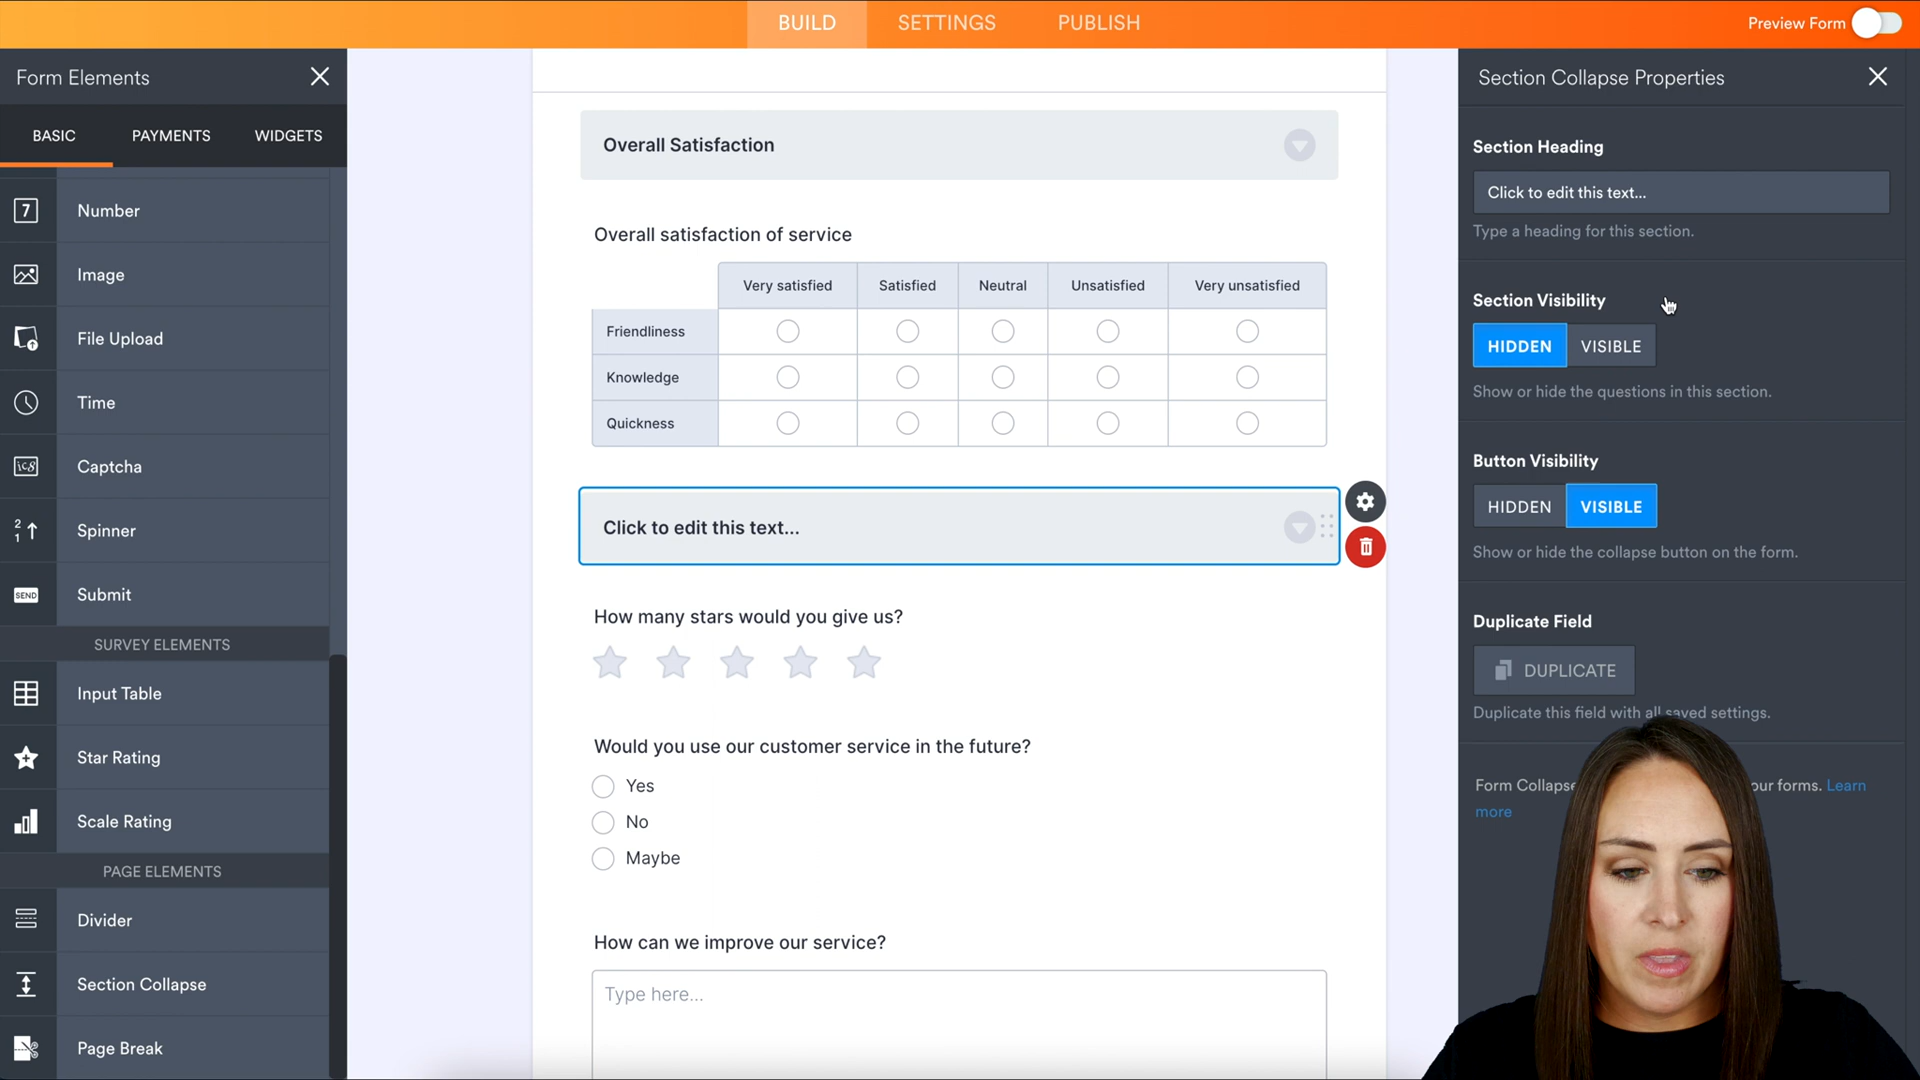 BUILD
SETTINGS
PUBLISH
Preview Form
Form Elements
BASIC
PAYMENTS
WIDGETS
7
Number
Image
File Upload
Time
Captcha
2
1
Spinner
SEND
Submit
SURVEY ELEMENTS
Input Table
Star Rating
Scale Rating
PAGE ELEMENTS
Divider
Section Collapse
Page Break
Overall Satisfaction
Overall satisfaction of service
Very satisfied
Satisfied
Neutral
Unsatisfied
Very unsatisfied
Friendliness
Knowledge
Quickness
Click to edit this text...
How many stars would you give us?
Would you use our customer service in the future?
Yes
No
Maybe
How can we improve our service?
Type here...
Section Collapse Properties
Section Heading
Click to edit this text...
Type a heading for this section.
Section Visibility
HIDDEN
VISIBLE
Show or hide the questions in this section.
Button Visibility
HIDDEN
VISIBLE
Show or hide the collapse button on the form.
Duplicate Field
DUPLICATE
Duplicate this field with all saved settings.
Form Collapse our forms. Learn
more